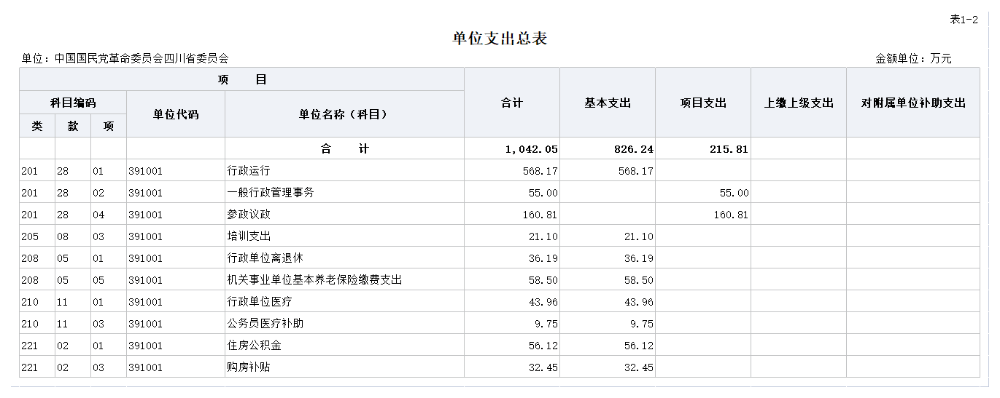 表1-2
单位支出总表
单位：中国国民党革命委员会四川省委员会 金额单位：万元
项 目 合计 基本支出 项目支出 上缴上级支出 对附属单位补助支出
科目编码 单位代码 单位名称（科目）
类 款 项
合 计 1,042.05 826.24 215.81
201 28 01 391001 行政运行 568.17 568.17
201 28 02 391001 一般行政管理事务 55.00 55.00
201 28 04 391001 参政议政 160.81 160.81
205 08 03 391001 培训支出 21.10 21.10
208 05 01 391001 行政单位离退休 36.19 36.19
208 05 05 391001 机关事业单位基本养老保险缴费支出 58.50 58.50
210 11 01 391001 行政单位医疗 43.96 43.96
210 11 03 391001 公务员医疗补助 9.75 9.75
221 02 01 391001 住房公积金 56.12 56.12
221 02 03 391001 购房补贴 32.45 32.45